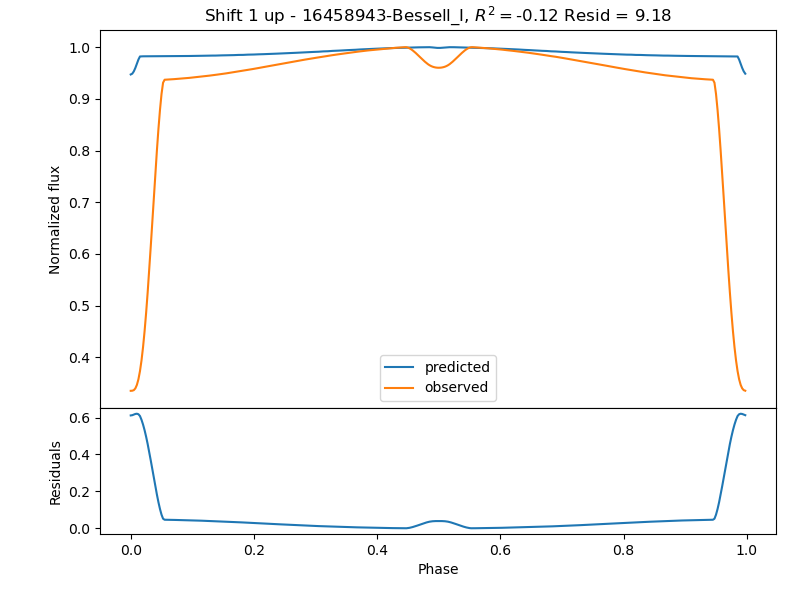 Shift 1 up - 16458943-Bessell_I, $R^2=$-0.12 Resid = 9.18
1.0
0.9
0.8
0.7
0.6
0.5
0.4
Normalized flux
predicted
observed
0.6
0.4
0.2
0.0
Residuals
0.0 0.2 0.4 0.6 0.8 1.0
Phase